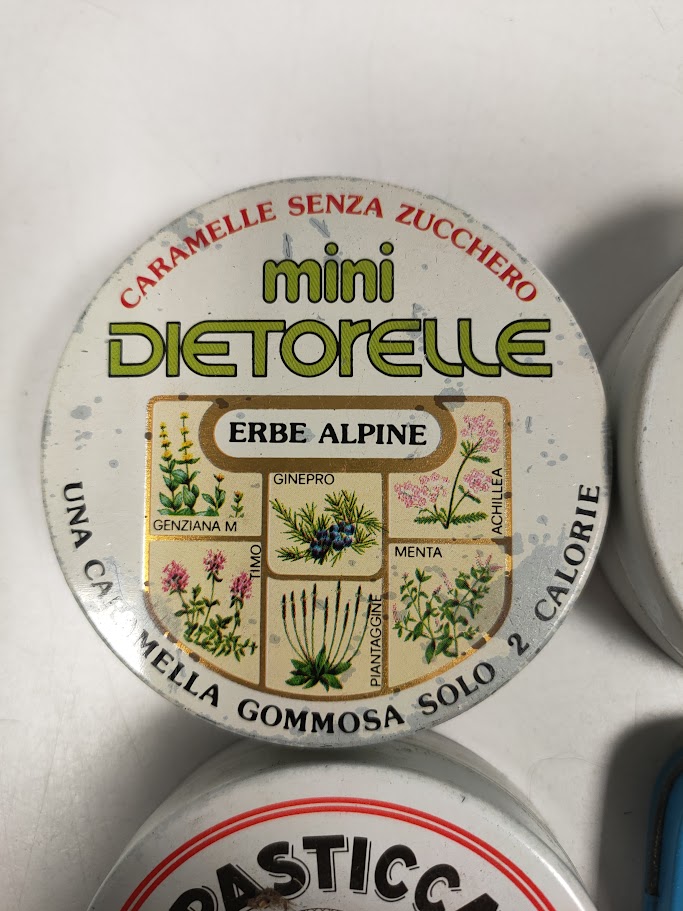 CARAMELLE SENZA ZUCCHERO
mini
DIETORELLE
ERBE ALPINE
GENZIANA M
GINEPRO
ACHILLEA
TIMO
PIANTAGGINE
MENTA
UNA CARAMELLA GOMMOSA SOLO 2 CALORIE